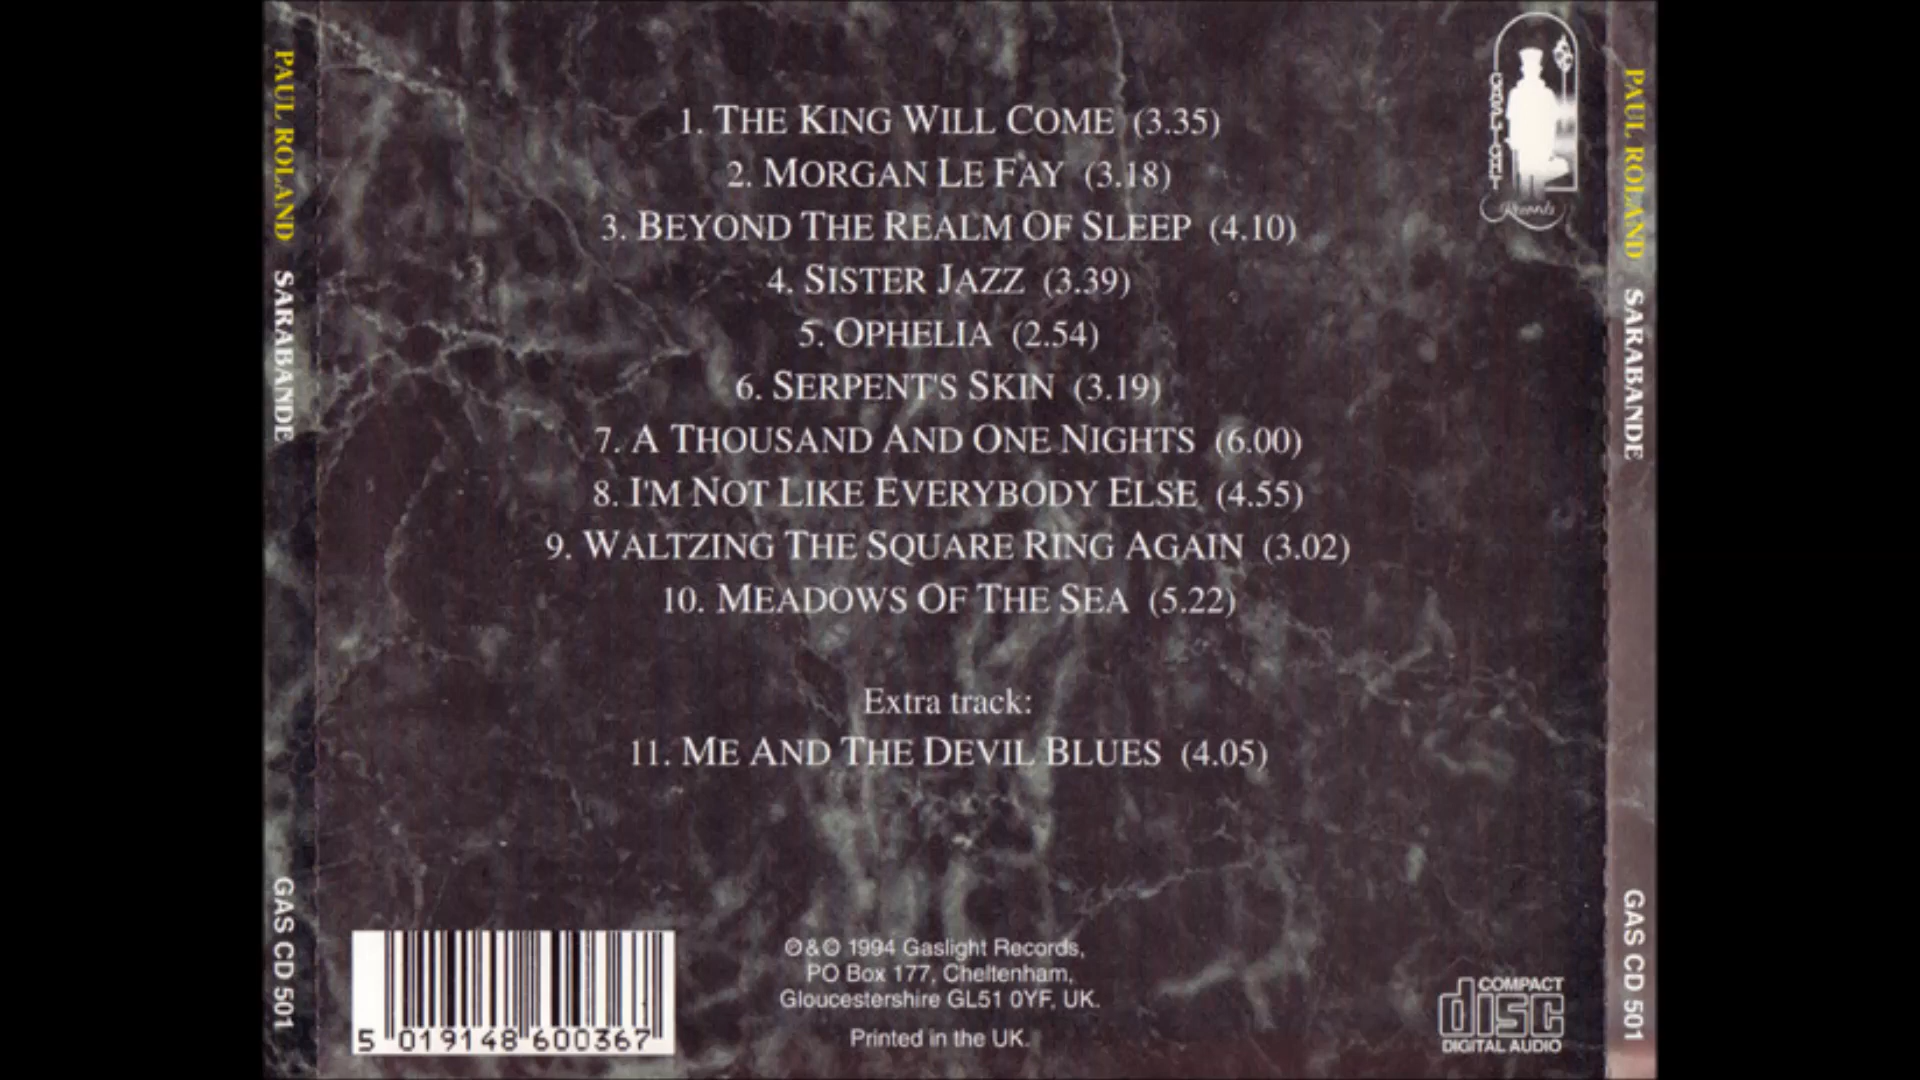 PAUL ROLAND SARABANDE GAS CD 501
1. THE KING WILL COME (3.35)
2. MORGAN LE FAY (3.18)
3. BEYOND THE REALM OF SLEEP (4.10)
4. SISTER JAZZ (3.39)
5. OPHELIA (2.54)
6. SERPENT'S SKIN (3.19)
7. A THOUSAND AND ONE NIGHTS (6.00)
8. I'M NOT LIKE EVERYBODY ELSE (4.55)
9. WALTZING THE SQUARE RING AGAIN (3.02)
10. MEADOWS OF THE SEA (5.22)
Extra track:
11. ME AND THE DEVIL BLUES (4.05)
GASLIGHT
Records
5 019148 600367
℗ & © 1994 Gaslight Records,
PO Box 177, Cheltenham,
Gloucestershire GL51 0YF, UK.
Printed in the UK.
COMPACT
disc
DIGITAL AUDIO
PAUL ROLAND SARABANDE GAS CD 501